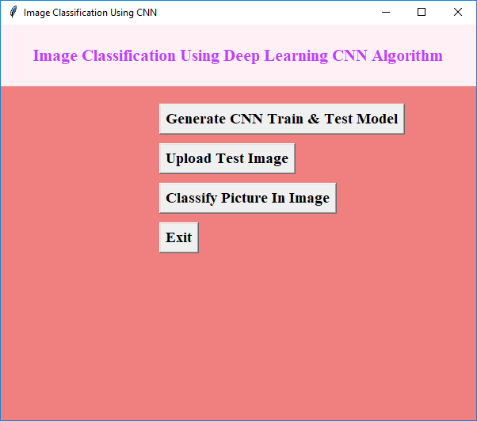 Image Classification Using CNN
Image Classification Using Deep Learning CNN Algorithm
Generate CNN Train & Test Model
Upload Test Image
Classify Picture In Image
Exit